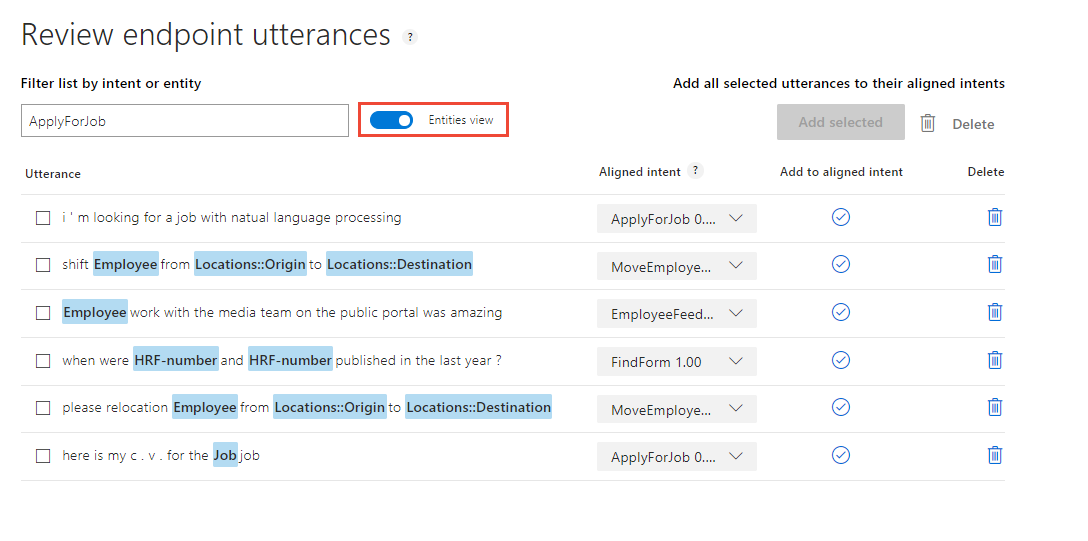 Review endpoint utterances ?
Filter list by intent or entity
Add all selected utterances to their aligned intents
ApplyForJob
Entities view
Add selected
Delete
Utterance
Aligned intent ?
Add to aligned intent
Delete
i ' m looking for a job with natual language processing
ApplyForJob 0....
shift Employee from Locations::Origin to Locations::Destination
MoveEmploye...
Employee work with the media team on the public portal was amazing
EmployeeFeed...
when were HRF-number and HRF-number published in the last year ?
FindForm 1.00
please relocation Employee from Locations::Origin to Locations::Destination
MoveEmploye...
here is my c . v . for the Job job
ApplyForJob 0....